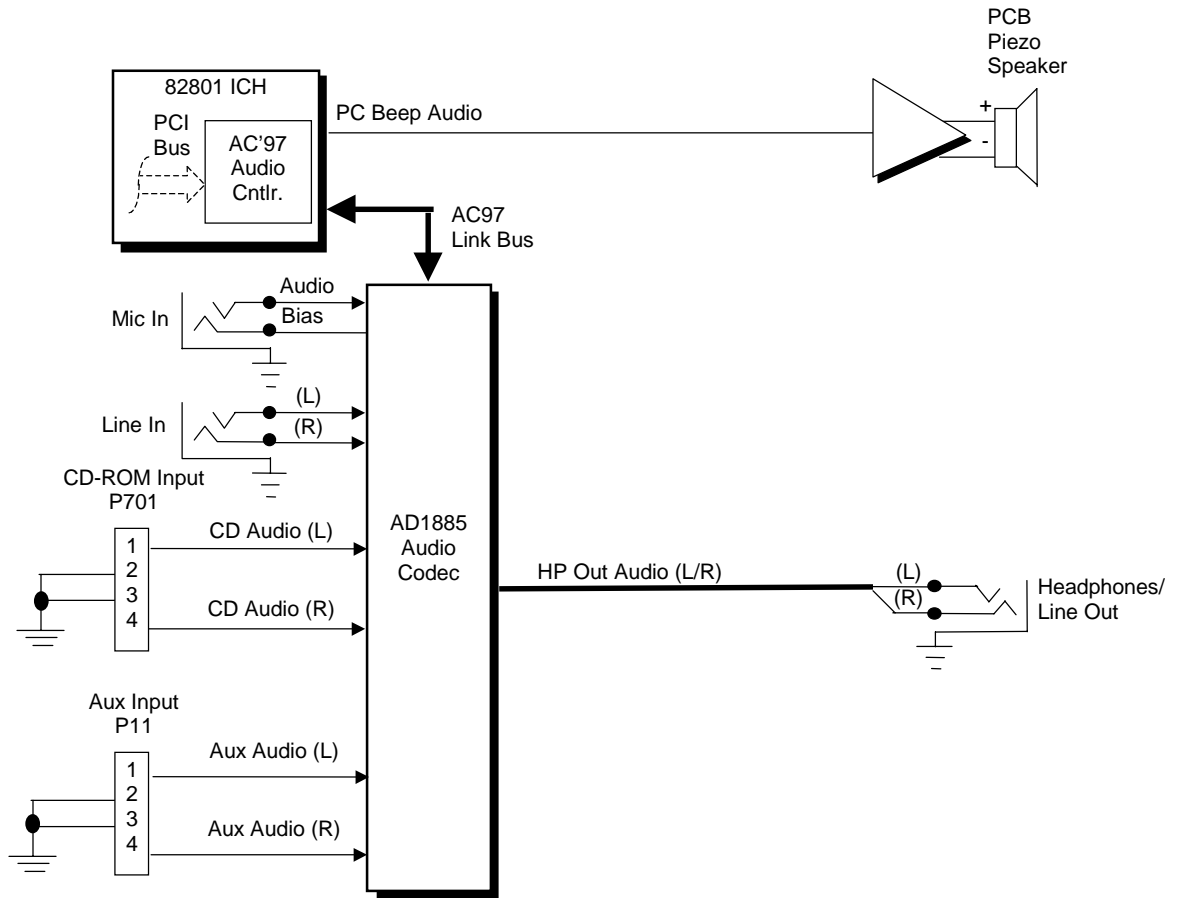 PCB
Piezo
Speaker
82801 ICH
PCI
Bus
AC'97
Audio
Cntlr.
PC Beep Audio
+
-
AC97
Link Bus
Mic In
Audio
Bias
Line In
(L)
(R)
CD-ROM Input
P701
1
2
3
4
CD Audio (L)
CD Audio (R)
AD1885
Audio
Codec
HP Out Audio (L/R)
(L)
(R)
Headphones/
Line Out
Aux Input
P11
1
2
3
4
Aux Audio (L)
Aux Audio (R)